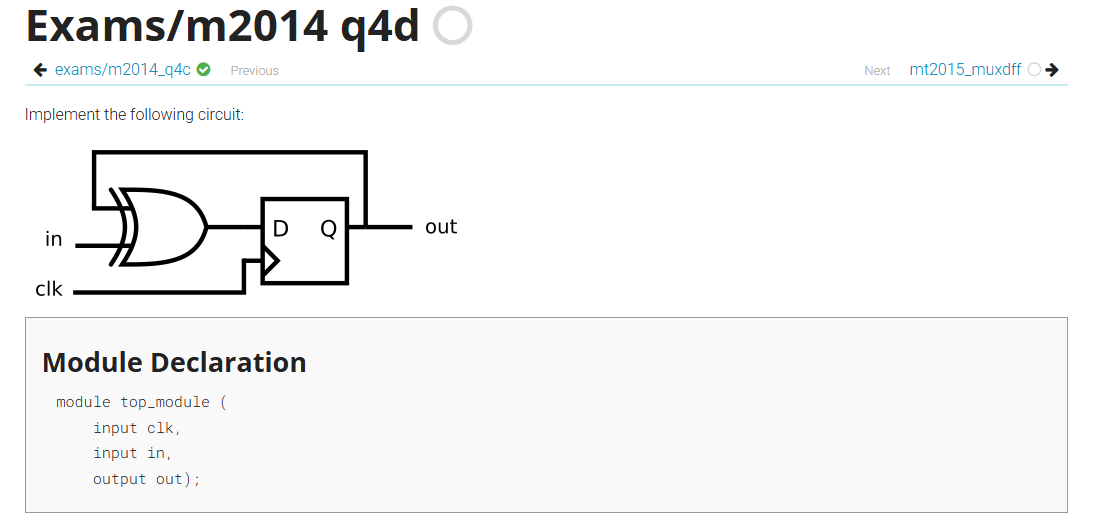 Exams/m2014 q4d
exams/m2014_q4c Previous
Next mt2015_muxdff
Implement the following circuit:
in
clk
D Q
out
Module Declaration
module top_module (
input clk,
input in,
output out);